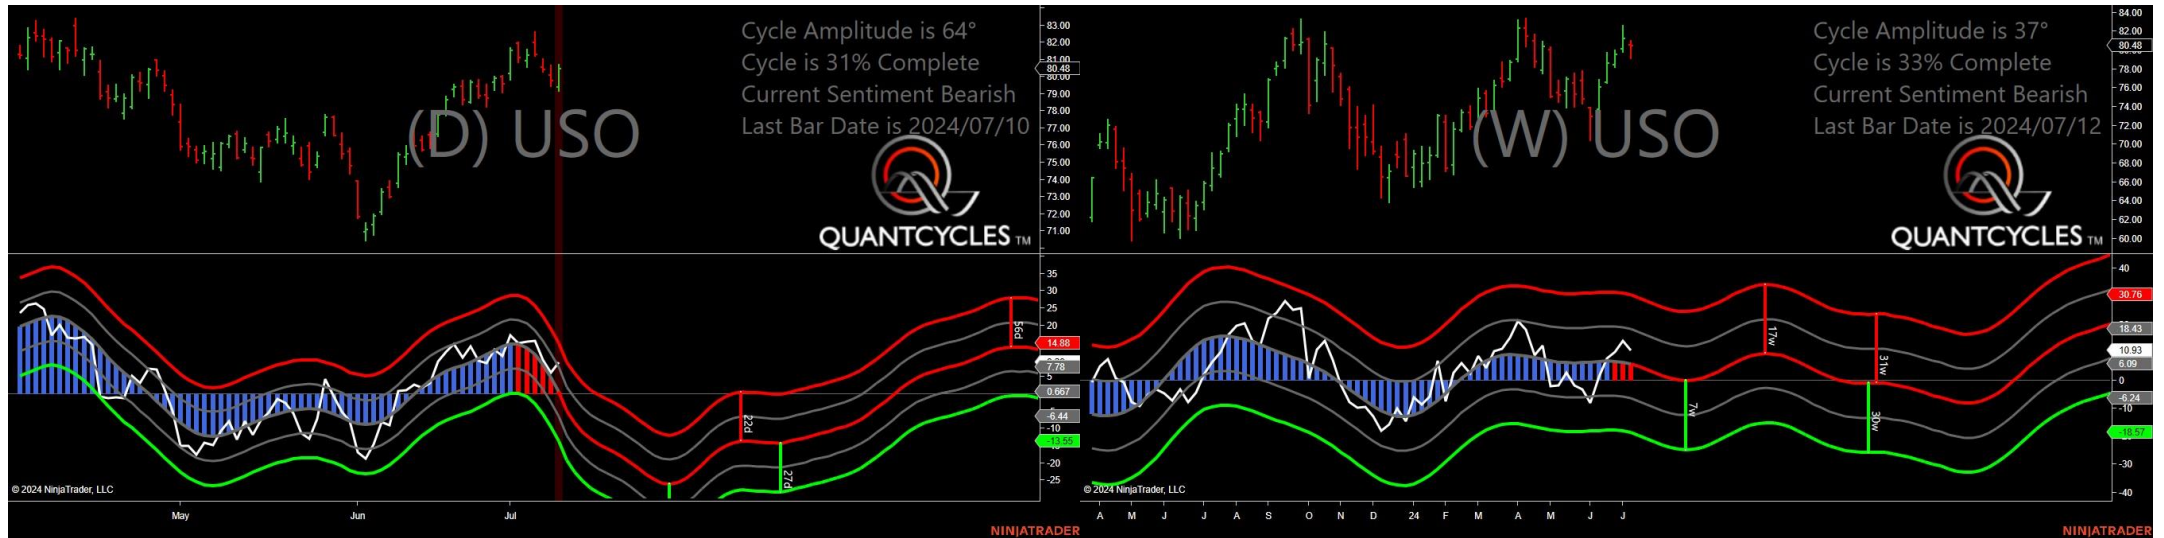 Cycle Amplitude is 64°
Cycle is 31% Complete
Current Sentiment Bearish
Last Bar Date is 2024/07/10
(D) USO
QUANTCYCLES TM
83.00
82.00
81.00
80.48
80.00
79.00
78.00
77.00
76.00
75.00
74.00
73.00
72.00
71.00
35
30
25
20
14.88
7.78
5
0.667
-6.44
-10
-13.55
-20
-25
56d
22d
27d
© 2024 NinjaTrader, LLC
May Jun Jul
NINJATRADER
Cycle Amplitude is 37°
Cycle is 33% Complete
Current Sentiment Bearish
Last Bar Date is 2024/07/12
(W) USO
QUANTCYCLES TM
84.00
82.00
80.48
78.00
76.00
74.00
72.00
70.00
68.00
66.00
64.00
62.00
60.00
40
30.76
18.43
10.93
6.09
0
-6.24
-10
-18.57
-30
-40
17w
31w
7w
30w
© 2024 NinjaTrader, LLC
A M J J A S O N D 24 F M A M J J
NINJATRADER